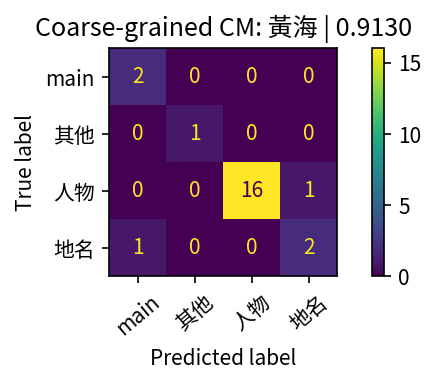 Coarse-grained CM: 黃海 | 0.9130
True label
main 2 0 0 0
其他 0 1 0 0
人物 0 0 16 1
地名 1 0 0 2
main 其他 人物 地名
Predicted label
15
10
5
0